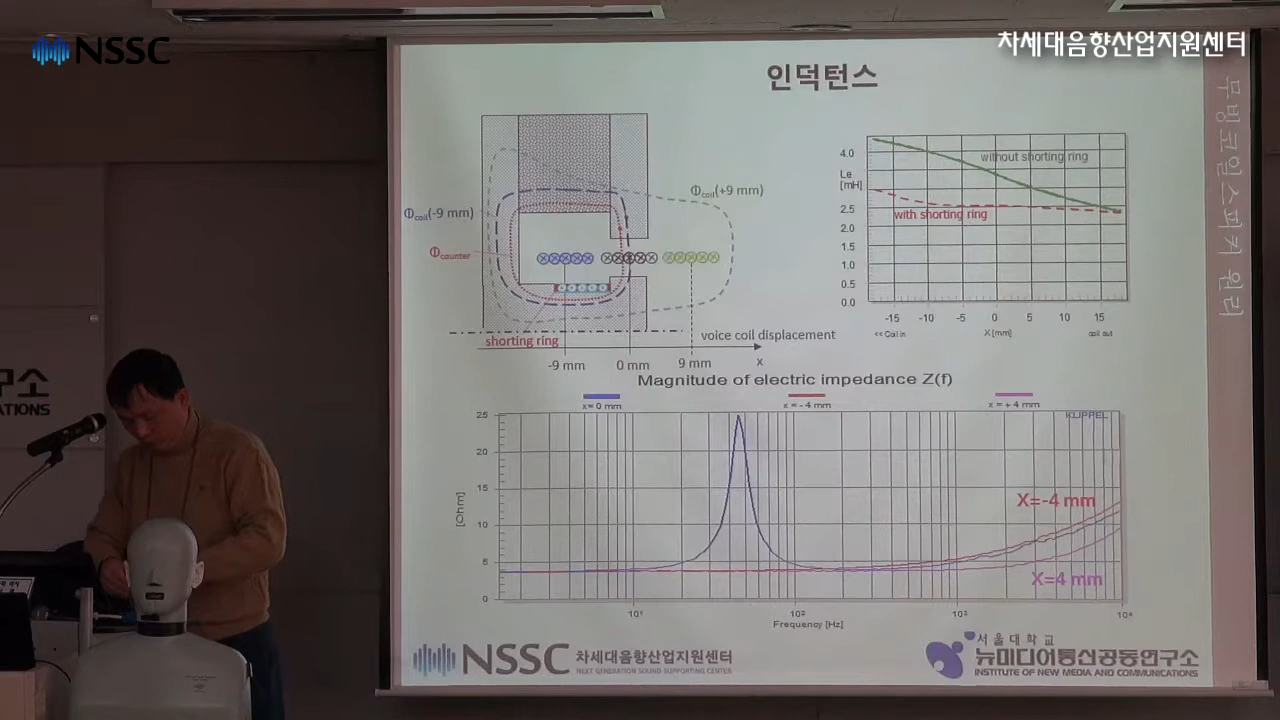 NSSC
차세대음향산업지원센터
인덕턴스
무빙코일스피커 원리
Φcoil(+9 mm)
Φcoil(-9 mm)
Φcounter
shorting ring
voice coil displacement
-9 mm
0 mm
9 mm
x
4.0
Le
[mH]
2.5
2.0
1.5
1.0
0.5
0.0
without shorting ring
with shorting ring
-15
-10
-5
0
5
10
15
<< Coil in
X [mm]
coil out
Magnitude of electric impedance Z(f)
x= 0 mm
x = - 4 mm
x = + 4 mm
KLIPPEL
25
20
15
10
5
0
[Ohm]
X=-4 mm
X=4 mm
10¹
10²
10³
10⁴
Frequency [Hz]
구소
ATIONS
NSSC 차세대음향산업지원센터
NEXT GENERATION SOUND SUPPORTING CENTER
서울대학교
뉴미디어통신공동연구소
INSTITUTE OF NEW MEDIA AND COMMUNICATIONS